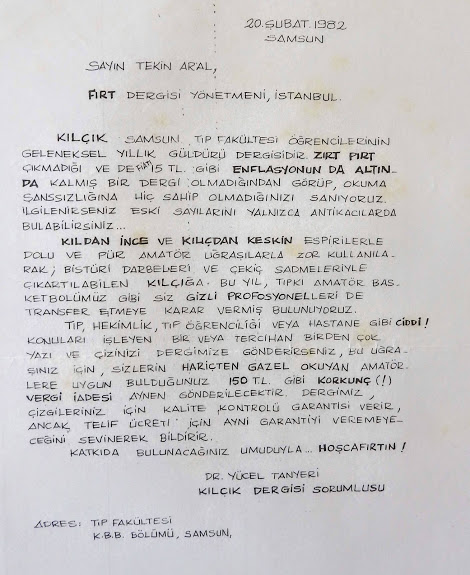 20.ŞUBAT.1982
SAMSUN
SAYIN TEKİN ARAL,
FIRT DERGİSİ YÖNETMENİ, İSTANBUL.
KILÇIK SAMSUN TIP FAKÜLTESİ ÖĞRENCİLERİNİN
GELENEKSEL YILLIK GÜLDÜRÜ DERGİSİDİR. ZIRT FIRT
ÇIKMADIĞI VE DE fiatı 15 TL. GİBİ ENFLASYONUN DA ALTIN-
DA KALMIŞ BİR DERGİ OLMADIĞINDAN GÖRÜP, OKUMA
ŞANSSIZLIĞINA HİÇ SAHİP OLMADIĞINIZI SANIYORUZ.
İLGİLENİRSENİZ ESKİ SAYILARINI YALNIZCA ANTİKACILARDA
BULABİLİRSİNİZ...
KILDAN İNCE VE KILIÇDAN KESKİN ESPİRİLERLE
DOLU VE PÜR AMATÖR UĞRAŞILARLA ZOR KULLANILA-
RAK, BİSTÜRİ DARBELERİ VE ÇEKİÇ SADMELERİYLE
ÇIKARTILABİLEN KILÇIĞA, BU YIL, TIPKI AMATÖR BAS-
KETBOLÜMÜZ GİBİ SİZ GİZLİ PROFOSYONELLERİ DE
TRANSFER ETMEYE KARAR VERMİŞ BULUNUYORUZ.
TIP, HEKİMLİK, TIP ÖĞRENCİLİĞİ VEYA HASTANE GİBİ CİDDİ!
KONULARI İŞLEYEN BİR VEYA TERCİHAN BİRDEN ÇOK
YAZI VE ÇİZİNİZİ DERGİMİZE GÖNDERİRSENİZ, BU UĞRA-
ŞINIZ İÇİN, SİZLERİN HARİÇTEN GAZEL OKUYAN AMATÖR-
LERE UYGUN BULDUĞUNUZ 150 TL. GİBİ KORKUNÇ (!)
VERGİ İADESİ AYNEN GÖNDERİLECEKTİR. DERGİMİZ,
ÇİZGİLERİNİZ İÇİN KALİTE KONTROLÜ GARANTİSİ VERİR,
ANCAK TELİF ÜCRETİ İÇİN AYNI GARANTİYİ VEREMEYE-
CEĞİNİ SEVİNEREK BİLDİRİR.
KATKIDA BULUNACAĞINIZ UMUDUYLA... HOŞÇAFIRTIN!
DR. YÜCEL TANYERİ
KILÇIK DERGİSİ SORUMLUSU
ADRES: TIP FAKÜLTESİ
K.B.B. BÖLÜMÜ, SAMSUN,